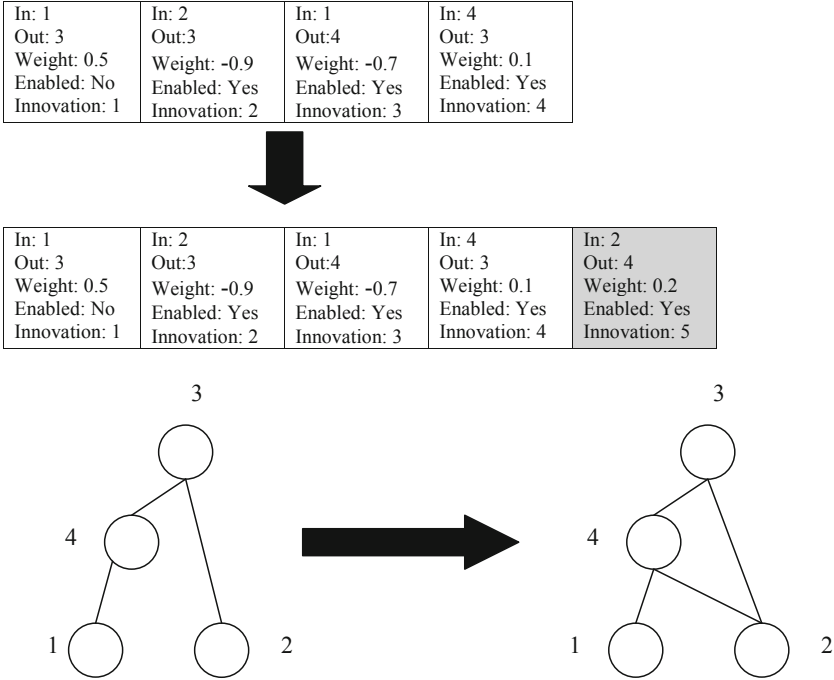 In: 1
Out: 3
Weight: 0.5
Enabled: No
Innovation: 1
In: 2
Out:3
Weight: -0.9
Enabled: Yes
Innovation: 2
In: 1
Out:4
Weight: -0.7
Enabled: Yes
Innovation: 3
In: 4
Out: 3
Weight: 0.1
Enabled: Yes
Innovation: 4
In: 1
Out: 3
Weight: 0.5
Enabled: No
Innovation: 1
In: 2
Out:3
Weight: -0.9
Enabled: Yes
Innovation: 2
In: 1
Out:4
Weight: -0.7
Enabled: Yes
Innovation: 3
In: 4
Out: 3
Weight: 0.1
Enabled: Yes
Innovation: 4
In: 2
Out: 4
Weight: 0.2
Enabled: Yes
Innovation: 5
3
4
1
2
3
4
1
2